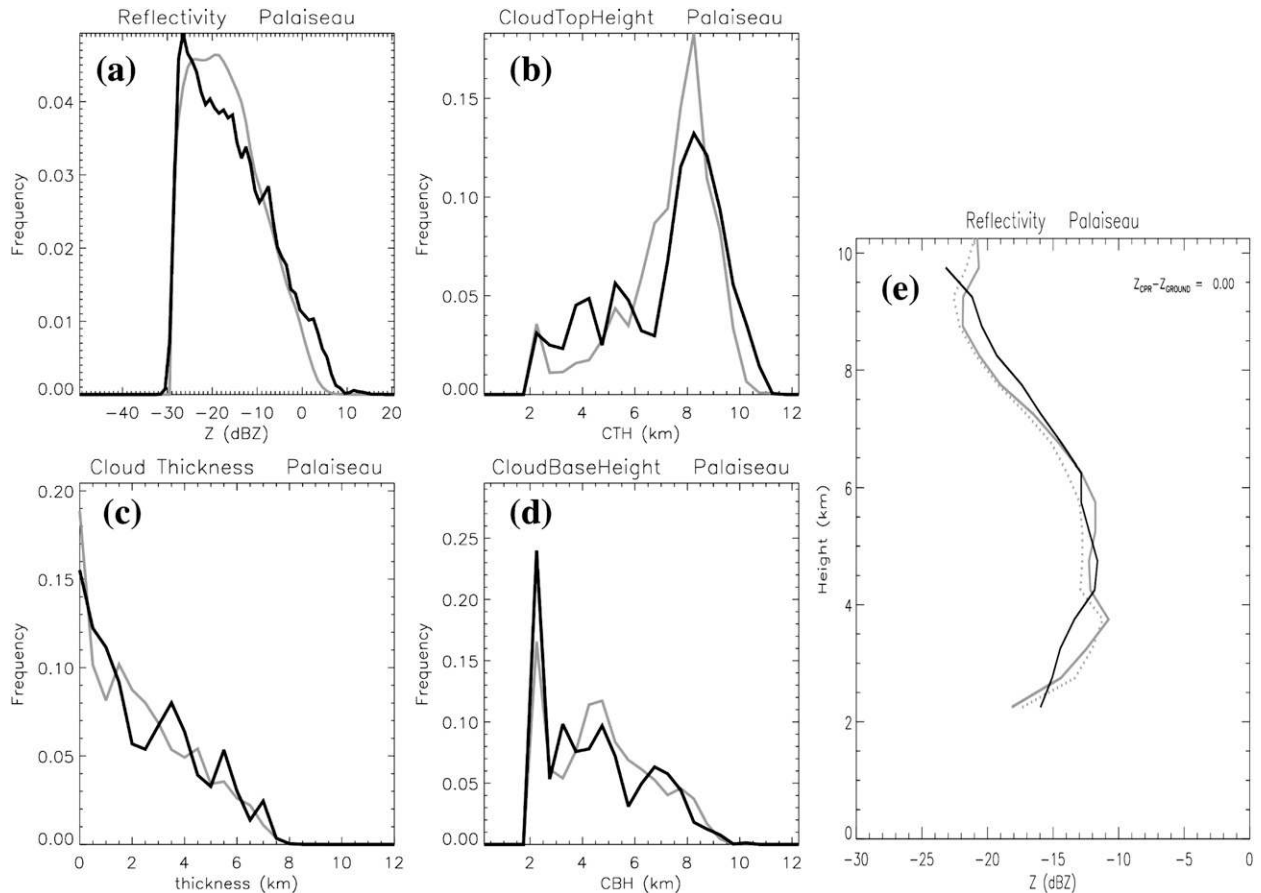 Reflectivity Palaiseau
(a)
Frequency
0.04
0.03
0.02
0.01
0.00
-40 -30 -20 -10 0 10 20
Z (dBZ)
CloudTopHeight Palaiseau
(b)
Frequency
0.15
0.10
0.05
0.00
2 4 6 8 10 12
CTH (km)
Cloud Thickness Palaiseau
(c)
Frequency
0.20
0.15
0.10
0.05
0.00
0 2 4 6 8 10 12
thickness (km)
CloudBaseHeight Palaiseau
(d)
Frequency
0.25
0.20
0.15
0.10
0.05
0.00
2 4 6 8 10 12
CBH (km)
Reflectivity Palaiseau
(e)
Z_CPR-Z_GROUND = 0.00
Height (km)
10
8
6
4
2
0
-30 -25 -20 -15 -10 -5 0
Z (dBZ)